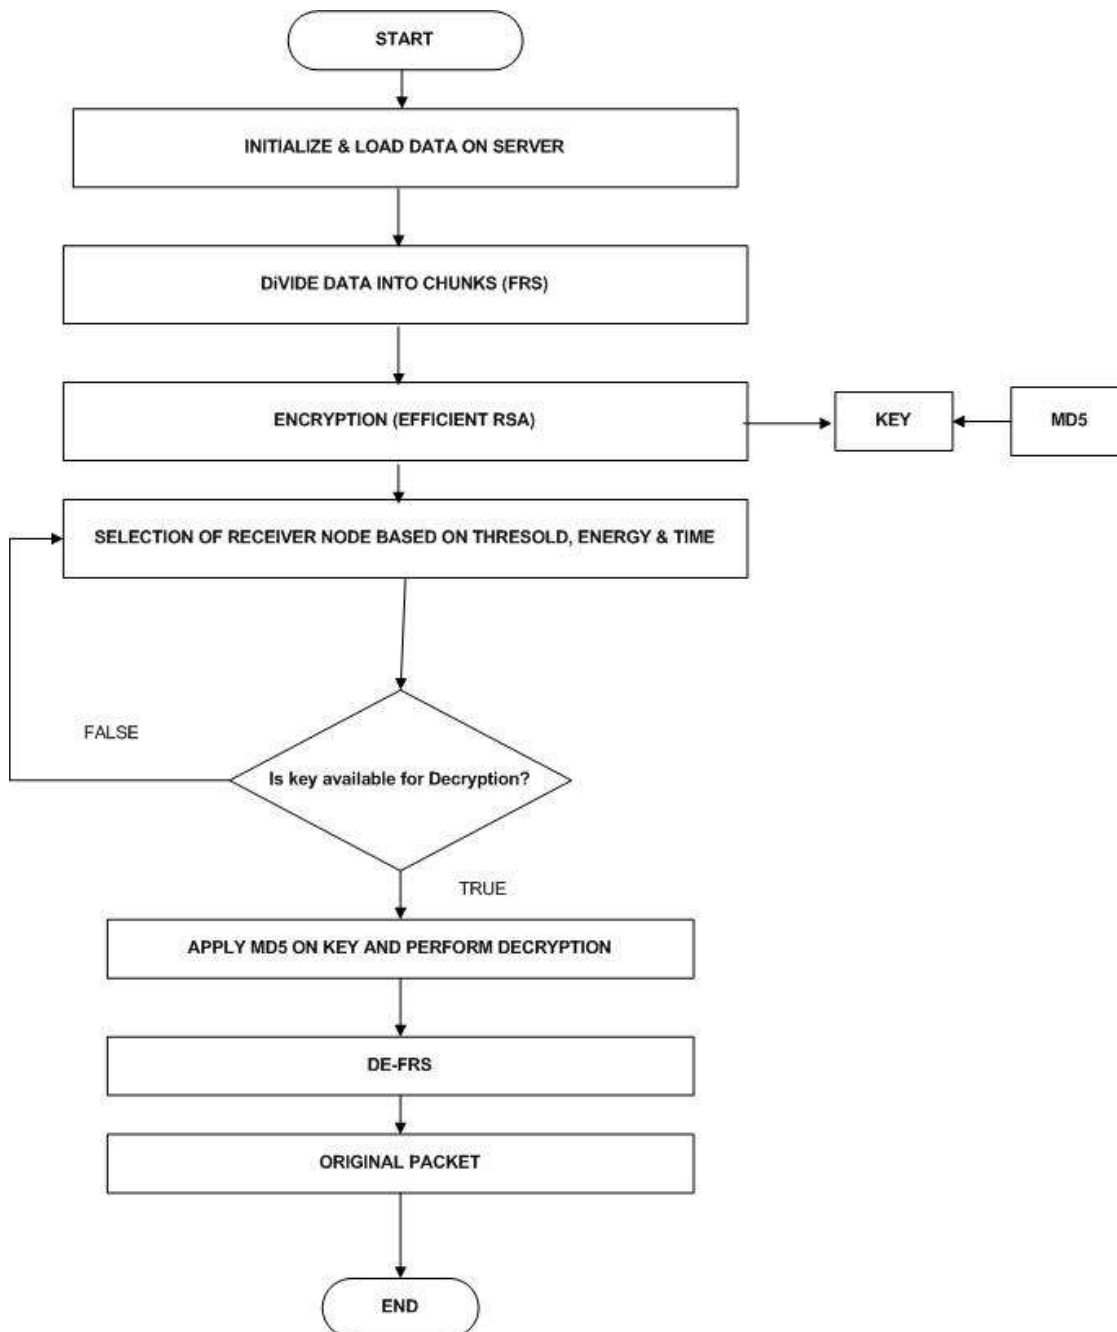 START
INITIALIZE & LOAD DATA ON SERVER
DiVIDE DATA INTO CHUNKS (FRS)
ENCRYPTION (EFFICIENT RSA)
KEY
MD5
SELECTION OF RECEIVER NODE BASED ON THRESOLD, ENERGY & TIME
FALSE
Is key available for Decryption?
TRUE
APPLY MD5 ON KEY AND PERFORM DECRYPTION
DE-FRS
ORIGINAL PACKET
END